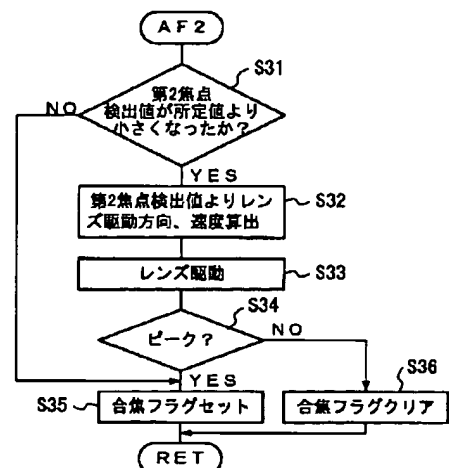 AF2
S31
第2焦点
検出値が所定値より
小さくなったか?
NO
YES
第2焦点検出値よりレン
ズ駆動方向、速度算出
S32
レンズ駆動
S33
S34
ピーク?
NO
YES
S36
S35
合焦フラグセット
合焦フラグクリア
RET